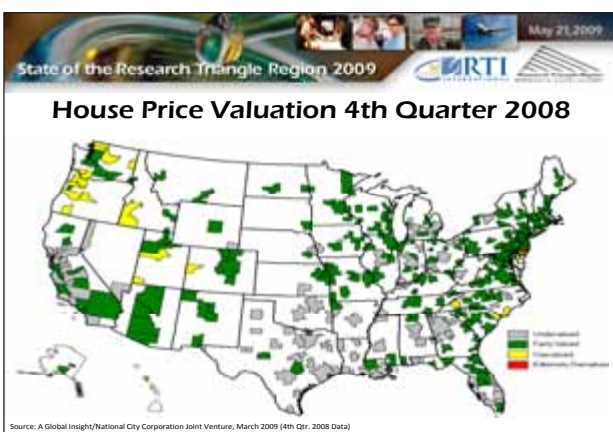 May 21, 2009
State of the Research Triangle Region 2009
RTI
INTERNATIONAL
House Price Valuation 4th Quarter 2008
Undervalued
Fairly Valued
Overvalued
Extremely Overvalued
Source: A Global Insight/National City Corporation Joint Venture, March 2009 (4th Qtr. 2008 Data)